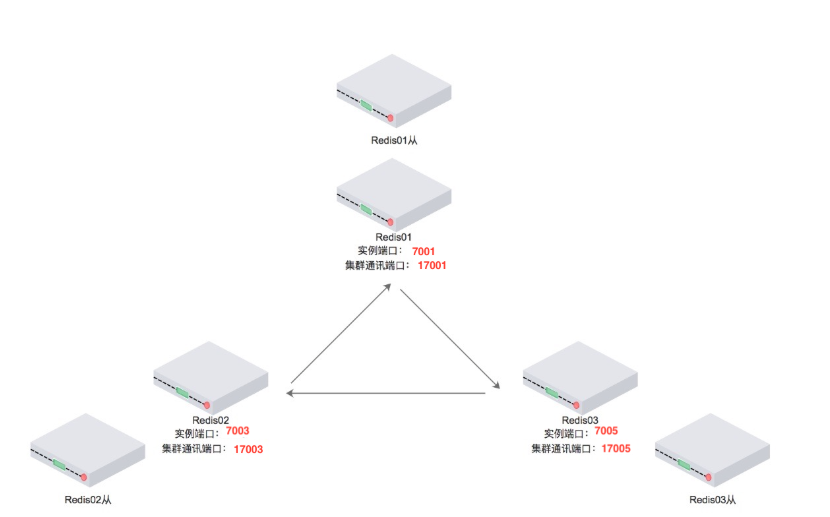 Redis01从
Redis01
实例端口： 7001
集群通讯端口： 17001
Redis02
实例端口： 7003
集群通讯端口： 17003
Redis03
实例端口： 7005
集群通讯端口： 17005
Redis02从
Redis03从